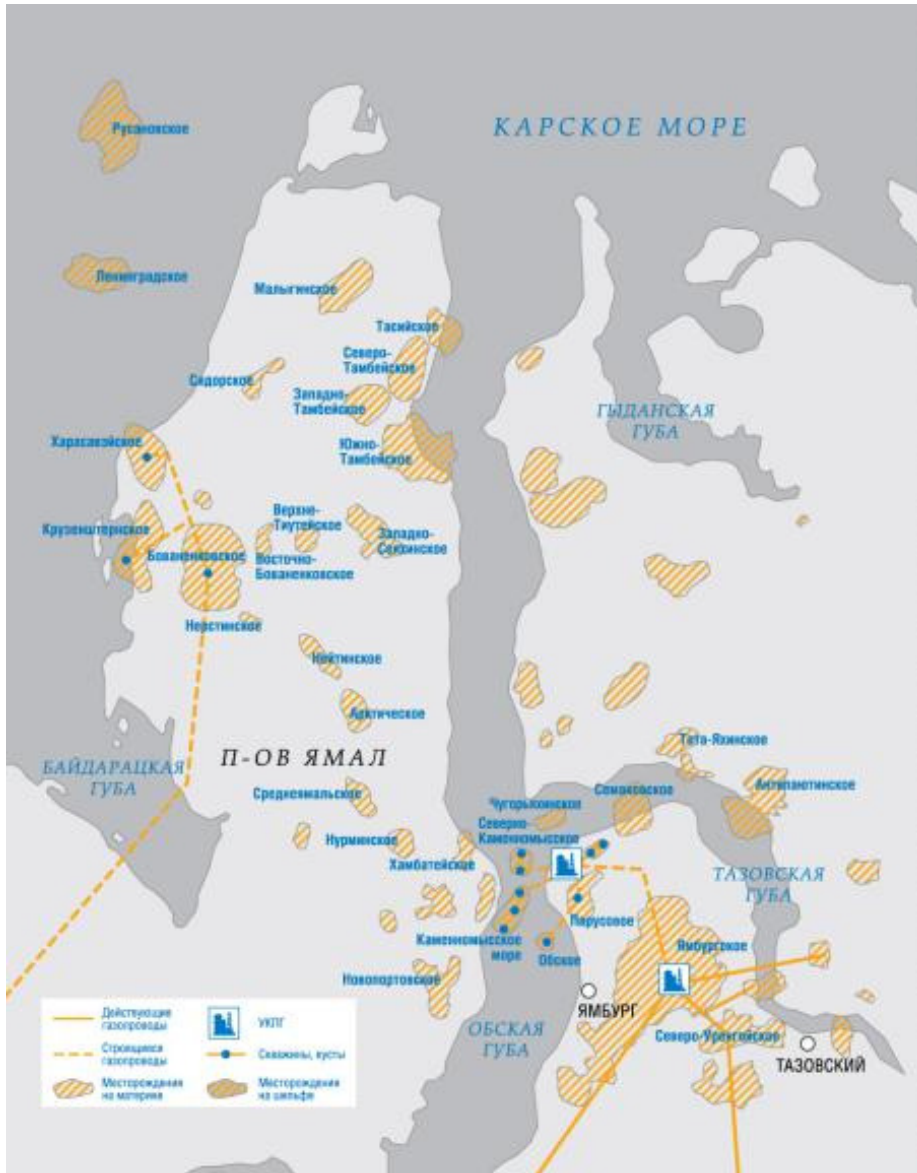 КАРСКОЕ МОРЕ
Русановское
Ленинградское
Малыгинское
Тасийское
Северо-
Тамбейское
Сядорское
Западно-
Тамбейское
ГЫДАНСКАЯ
ГУБА
Харасавэйское
Южно-
Тамбейское
Верхне-
Тиутейское
Крузенштернское
Западно-
Сеяхинское
Бованенковское
Восточно-
Бованенковское
Нерстинское
Нейтинское
Арктическое
П-ОВ ЯМАЛ
БАЙДАРАЦКАЯ
ГУБА
Тота-Яхинское
Антипаютинское
Среднеямальское
Чугорьяхинское
Семаковское
Северо-
Каменномысское
Нурминское
Хамбатейское
ТАЗОВСКАЯ
ГУБА
Парусовое
Каменномысское
море
Обское
Ямбургское
Новопортовское
ЯМБУРГ
ОБСКАЯ
ГУБА
Северо-Уренгойское
ТАЗОВСКИЙ
Действующие
газопроводы
УКПГ
Строящиеся
газопроводы
Скважины, кусты
Месторождения
на материке
Месторождения
на шельфе